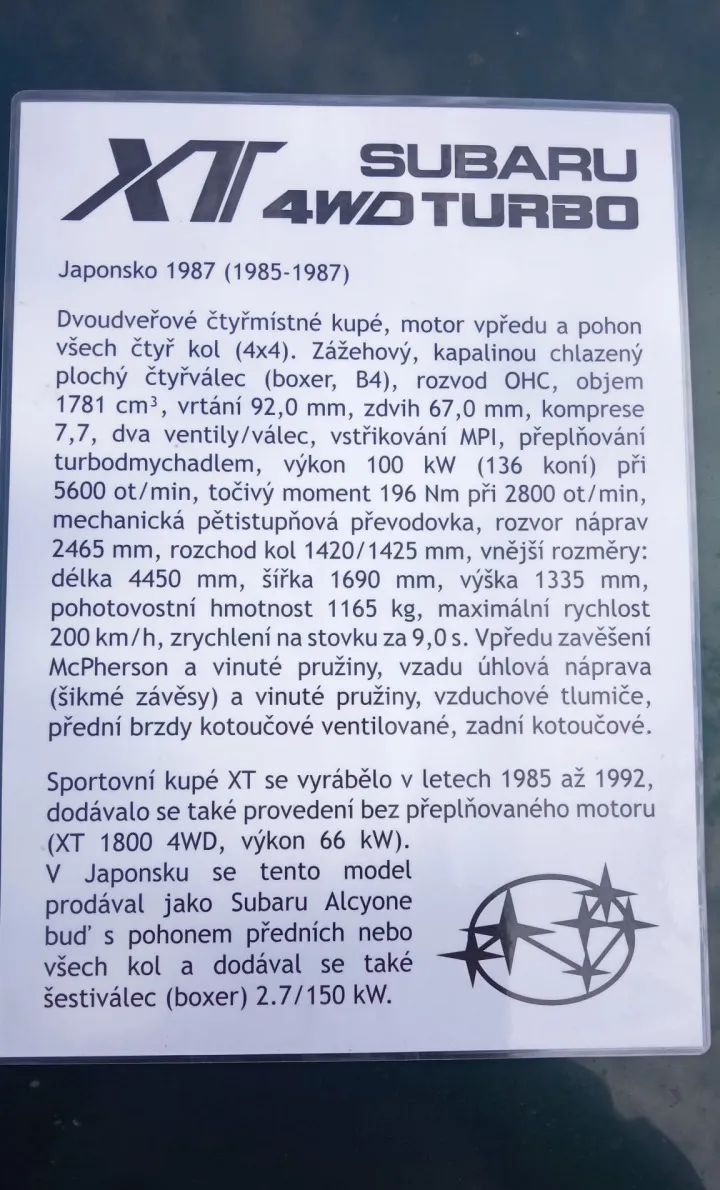 XT SUBARU
4WD TURBO
Japonsko 1987 (1985-1987)
Dvoudveřové čtyřmístné kupé, motor vpředu a pohon
všech čtyř kol (4x4). Zážehový, kapalinou chlazený
plochý čtyřválec (boxer, B4), rozvod OHC, objem
1781 cm³, vrtání 92,0 mm, zdvih 67,0 mm, komprese
7,7, dva ventily/válec, vstřikování MPI, přeplňování
turbodmychadlem, výkon 100 kW (136 koní) při
5600 ot/min, točivý moment 196 Nm při 2800 ot/min,
mechanická pětistupňová převodovka, rozvor náprav
2465 mm, rozchod kol 1420/1425 mm, vnější rozměry:
délka 4450 mm, šířka 1690 mm, výška 1335 mm,
pohotovostní hmotnost 1165 kg, maximální rychlost
200 km/h, zrychlení na stovku za 9,0 s. Vpředu zavěšení
McPherson a vinuté pružiny, vzadu úhlová náprava
(šikmé závěsy) a vinuté pružiny, vzduchové tlumiče,
přední brzdy kotoučové ventilované, zadní kotoučové.
Sportovní kupé XT se vyrábělo v letech 1985 až 1992,
dodávalo se také provedení bez přeplňovaného motoru
(XT 1800 4WD, výkon 66 kW).
V Japonsku se tento model
prodával jako Subaru Alcyone
buď s pohonem předních nebo
všech kol a dodával se také
šestiválec (boxer) 2.7/150 kW.